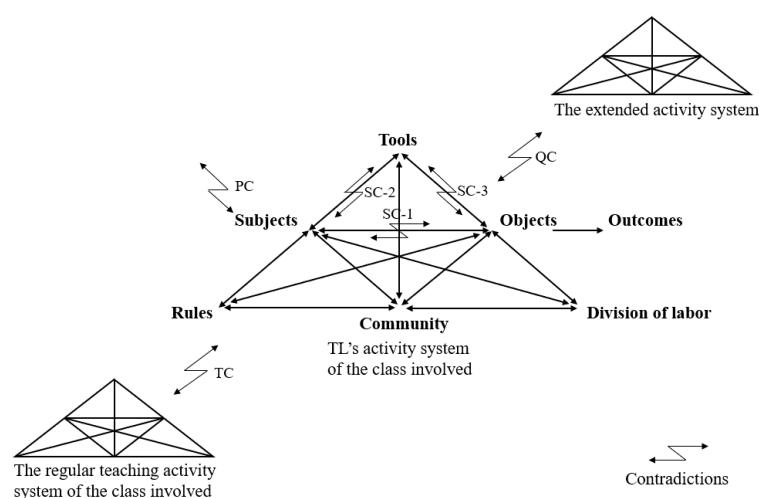 The extended activity system
Tools
QC
PC
SC-2
SC-3
SC-1
Subjects
Objects
Outcomes
Rules
Community
Division of labor
TL's activity system
of the class involved
TC
The regular teaching activity
system of the class involved
Contradictions